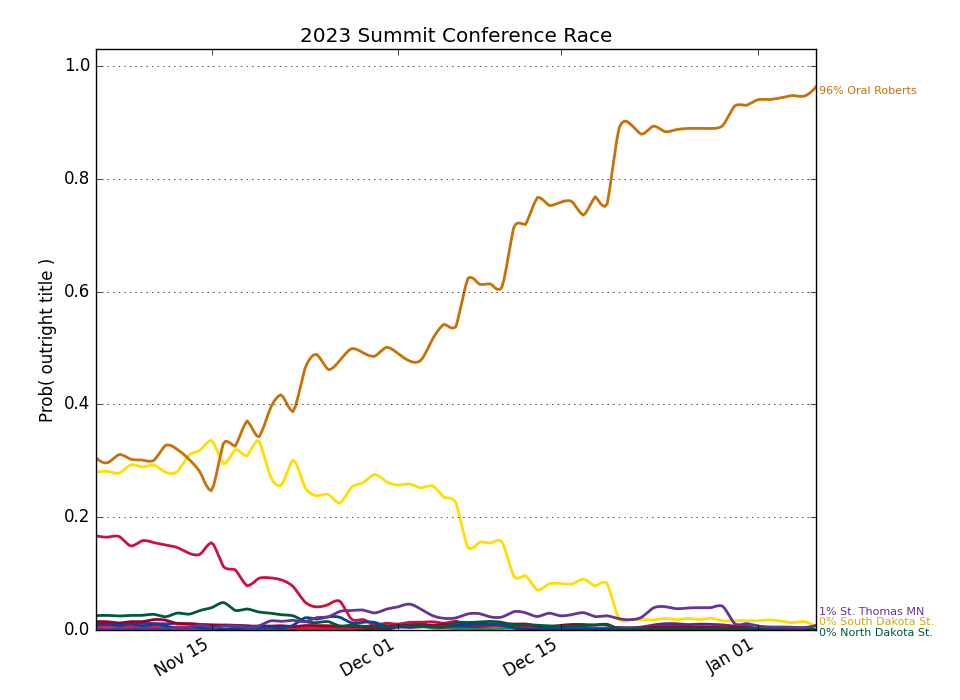 2023 Summit Conference Race
Prob( outright title )
1.0
0.8
0.6
0.4
0.2
0.0
Nov 15
Dec 01
Dec 15
Jan 01
96% Oral Roberts
1% St. Thomas MN
0% South Dakota St.
0% North Dakota St.